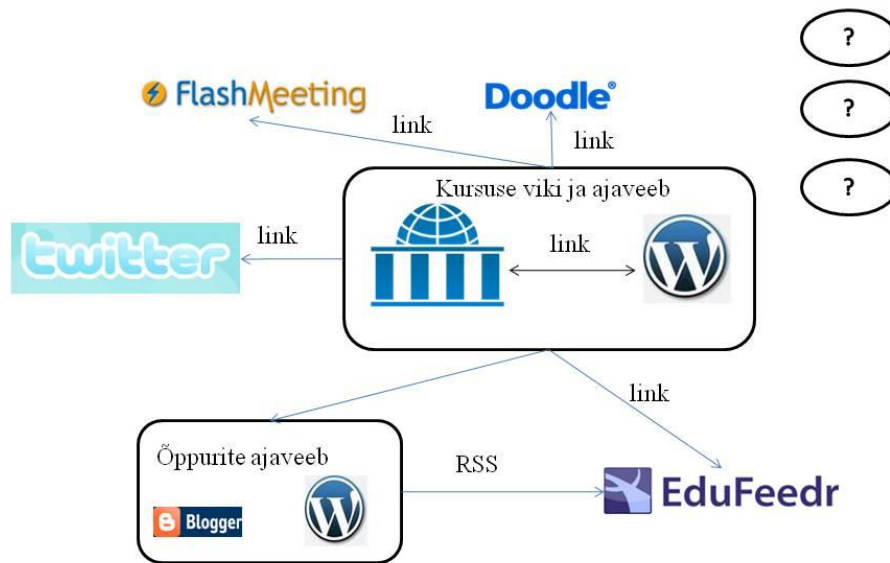 ?
FlashMeeting
Doodle®
?
link
link
Kursuse viki ja ajaveeb
?
twitter
link
link
W
link
Õppurite ajaveeb
RSS
EduFeedr
B Blogger
W